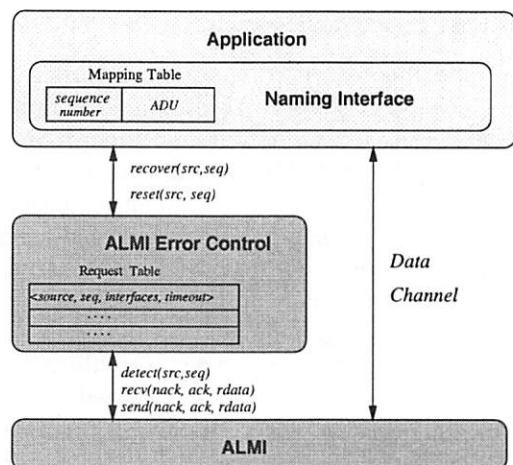 Application
Mapping Table
Naming Interface
sequence
number
ADU
recover(src,seq)
reset(src, seq)
ALMI Error Control
Request Table
<source, seq, interfaces, timeout>
....
....
Data
Channel
detect(src,seq)
recv(nack, ack, rdata)
send(nack, ack, rdata)
ALMI